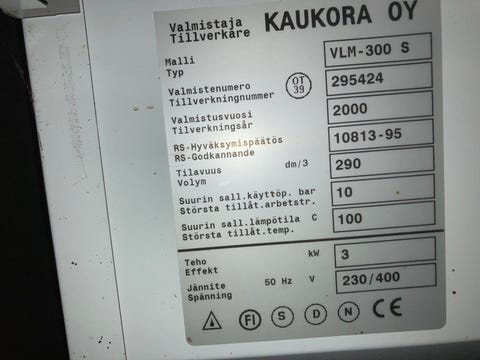 Valmistaja
Tillverkare KAUKORA OY
Malli
Typ VLM-300 S
Valmistenumero
Tillverkningnummer OT 39 295424
Valmistusvuosi
Tilverkningsår 2000
RS-Hyväksymispäätös
RS-Godkannande 10813-95
Tilavuus
Volym dm/3 290
Suurin sall.käyttöp. bar
Största tillåt.arbetstr. 10
Suurin sall.lämpötila C
Största tillåt.temp. 100
Teho
Effekt kW 3
Jännite
Spänning 50 Hz V 230/400
FI S D N CE